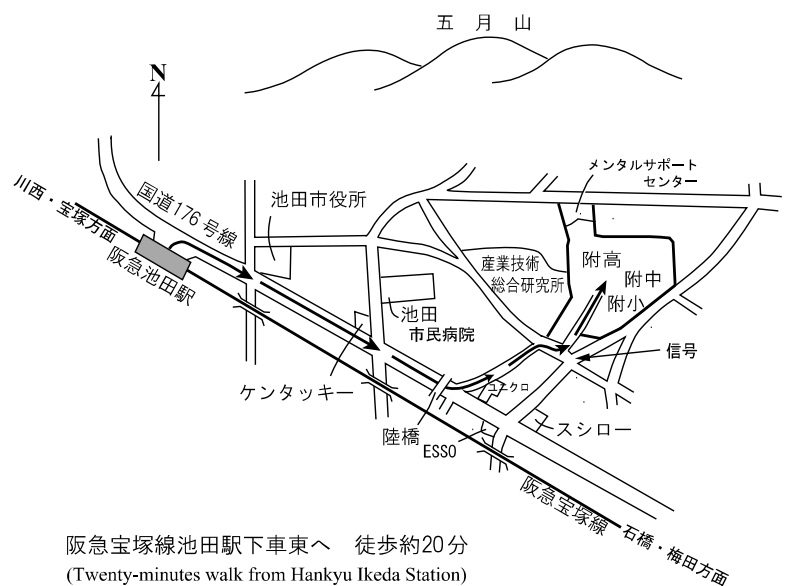 五月山
N
メンタルサポート
センター
川西・宝塚方面
国道176号線
池田市役所
阪急池田駅
産業技術
総合研究所
附高
附中
附小
池田
市民病院
信号
ケンタッキー
ユニクロ
陸橋
ESSO
スシロー
阪急宝塚線
石橋・梅田方面
阪急宝塚線池田駅下車東へ　徒歩約20分
(Twenty-minutes walk from Hankyu Ikeda Station)